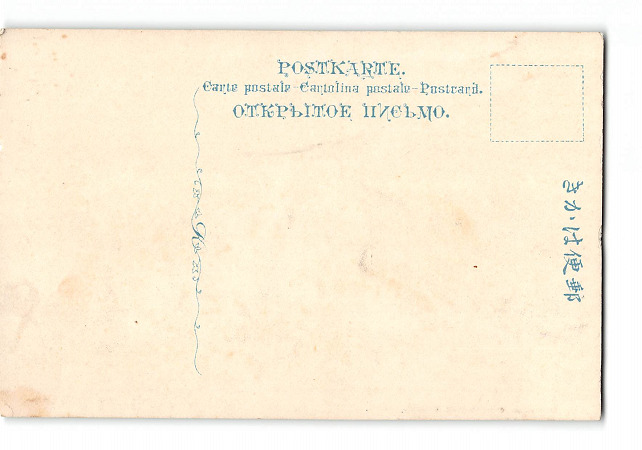 POSTKARTE.
Carte postale - Cartolina postale - Postcard.
ОТКРЫТОЕ ПИСЬМО.
きかは便郵